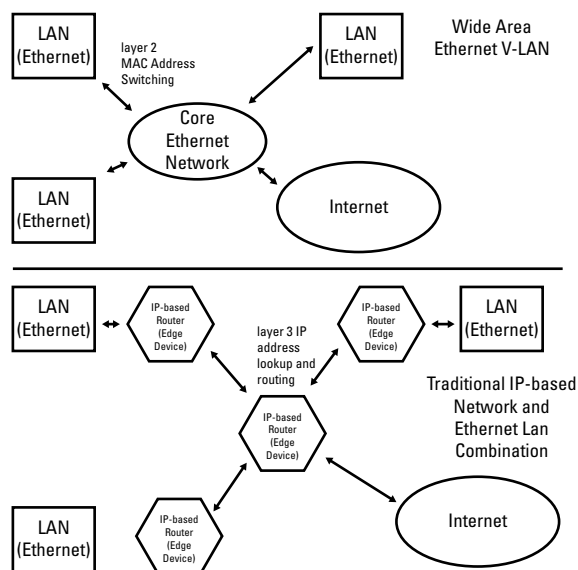 LAN
(Ethernet)
layer 2
MAC Address
Switching
LAN
(Ethernet)
Wide Area
Ethernet V-LAN
Core
Ethernet
Network
LAN
(Ethernet)
Internet
LAN
(Ethernet)
IP-based
Router
(Edge
Device)
layer 3 IP
address
lookup and
routing
IP-based
Router
(Edge
Device)
LAN
(Ethernet)
Traditional IP-based
Network and
Ethernet Lan
Combination
IP-based
Router
(Edge
Device)
LAN
(Ethernet)
IP-based
Router
(Edge
Device)
Internet